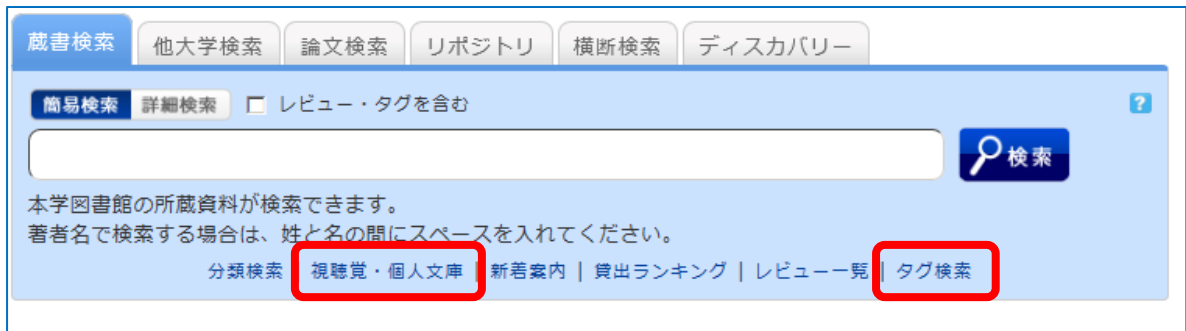 蔵書検索 他大学検索 論文検索 リポジトリ 横断検索 ディスカバリー
簡易検索 詳細検索 レビュー・タグを含む ?
検索
本学図書館の所蔵資料が検索できます。
著者名で検索する場合は、姓と名の間にスペースを入れてください。
分類検索 | 視聴覚・個人文庫 | 新着案内 | 貸出ランキング | レビュー一覧 | タグ検索